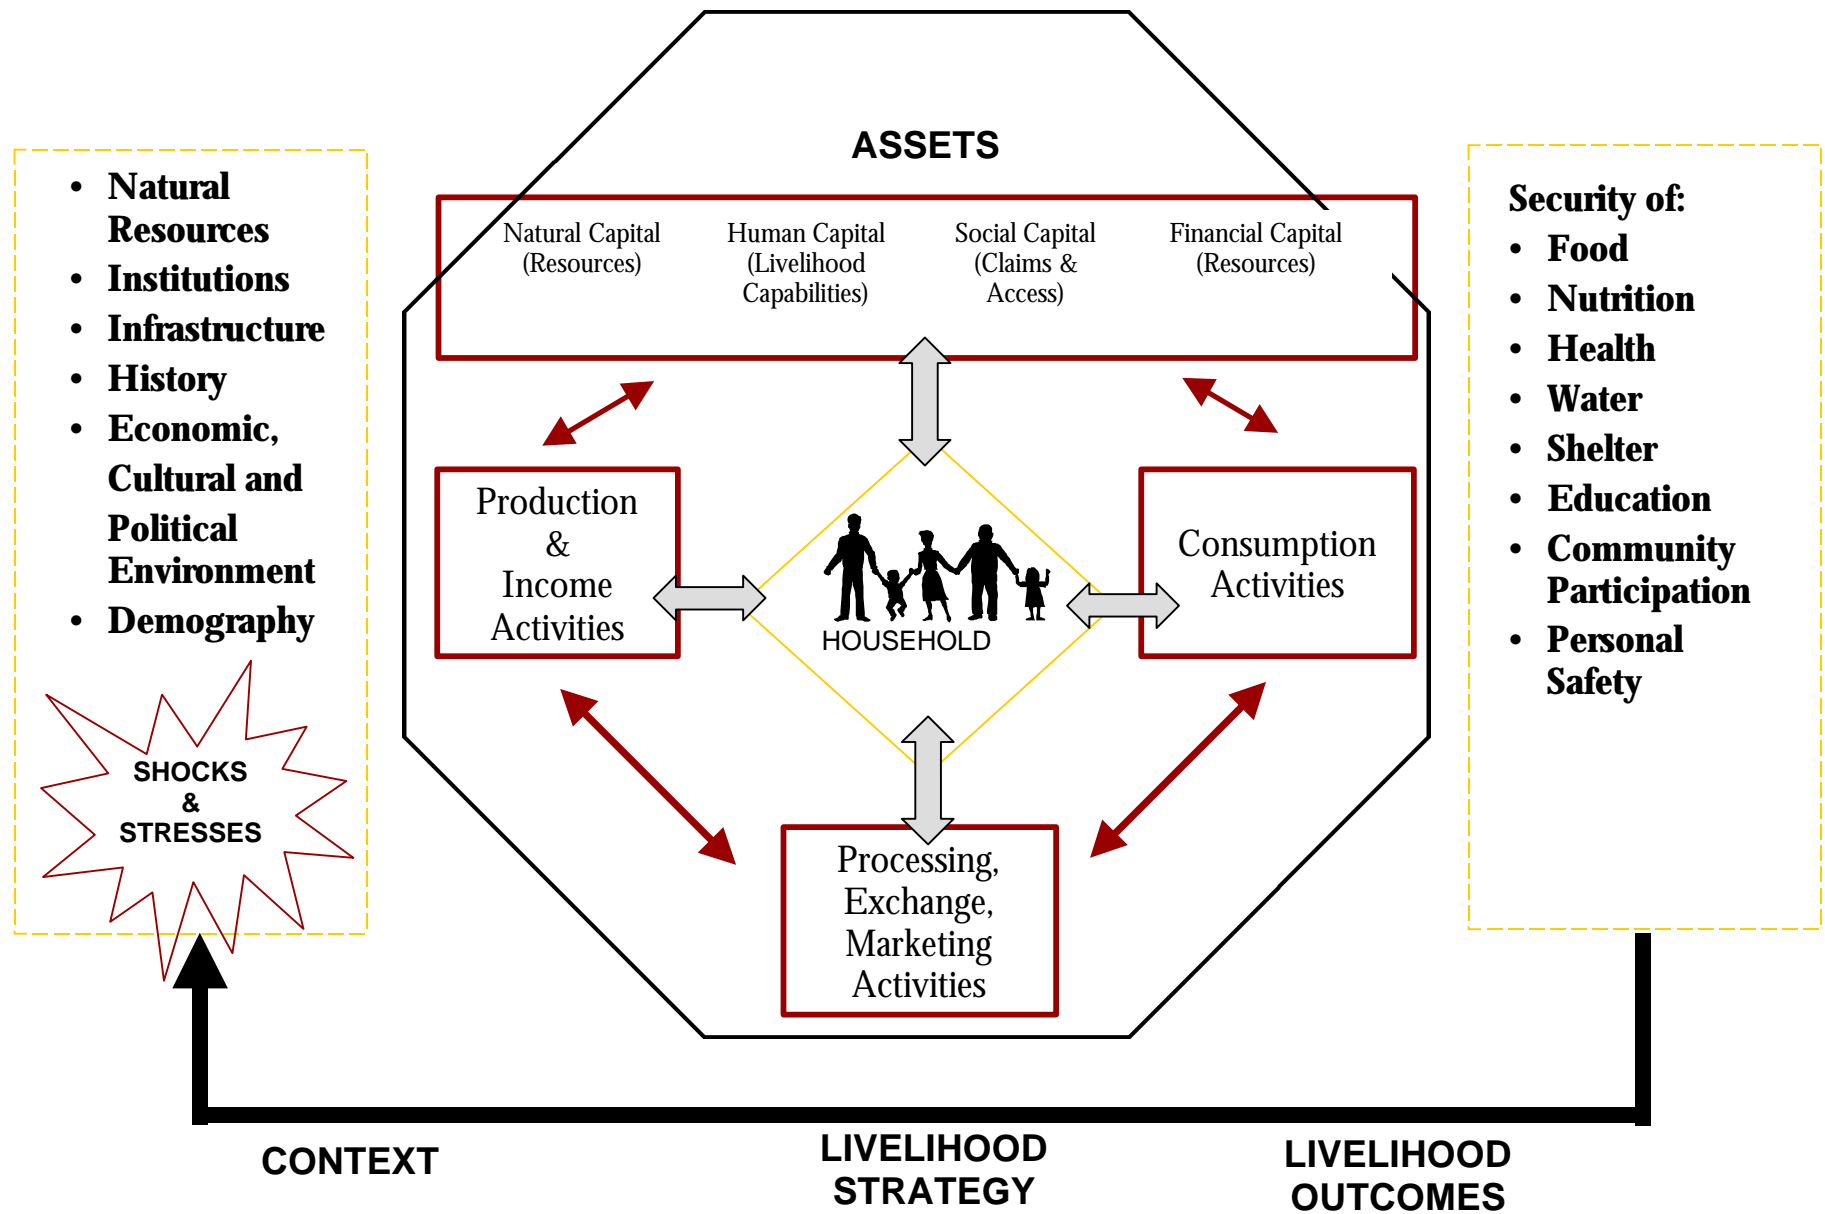 • Natural
Resources
• Institutions
• Infrastructure
• History
• Economic,
Cultural and
Political
Environment
• Demography
SHOCKS
&
STRESSES
ASSETS
Natural Capital
(Resources)
Human Capital
(Livelihood
Capabilities)
Social Capital
(Claims &
Access)
Financial Capital
(Resources)
Production
&
Income
Activities
HOUSEHOLD
Consumption
Activities
Processing,
Exchange,
Marketing
Activities
Security of:
• Food
• Nutrition
• Health
• Water
• Shelter
• Education
• Community
Participation
• Personal
Safety
CONTEXT
LIVELIHOOD
STRATEGY
LIVELIHOOD
OUTCOMES